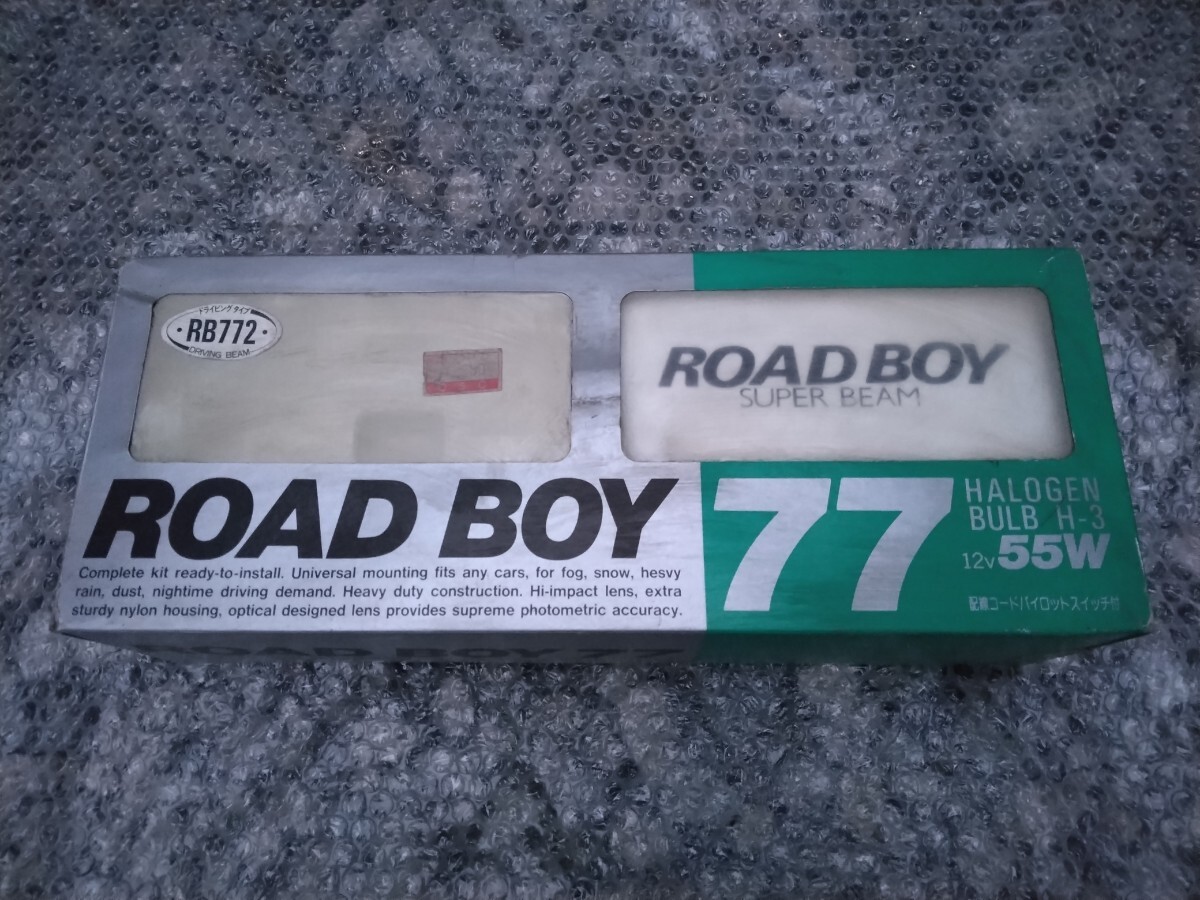 ドライビングタイプ
・RB772・
DRIVING BEAM
ROAD BOY
SUPER BEAM
ROAD BOY
Complete kit ready-to-install. Universal mounting fits any cars, for fog, snow, hesvy
rain, dust, nightime driving demand. Heavy duty construction. Hi-impact lens, extra
sturdy nylon housing, optical designed lens provides supreme photometric accuracy.
77
HALOGEN
BULB H-3
12v 55W
配線コードパイロットスイッチ付
ROAD BOY 77